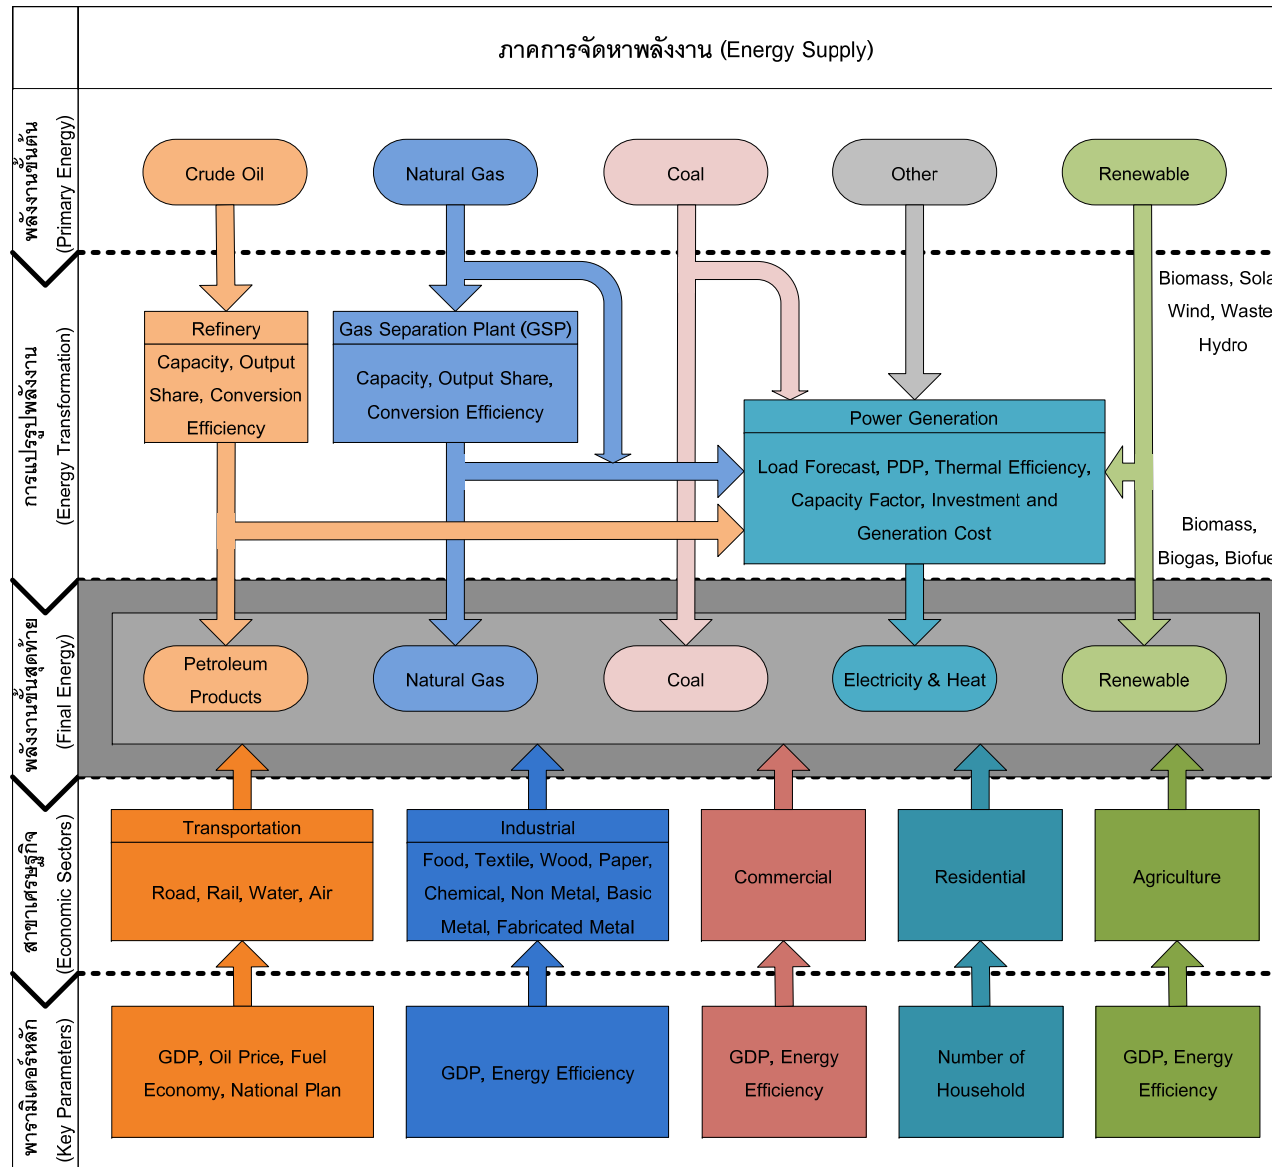 ภาคการจัดหาพลังงาน (Energy Supply)
พลังงานขั้นต้น
(Primary Energy)
Crude Oil
Natural Gas
Coal
Other
Renewable
การแปรรูปพลังงาน
(Energy Transformation)
Biomass, Sola
Wind, Waste
Hydro
Refinery
Capacity, Output
Share, Conversion
Efficiency
Gas Separation Plant (GSP)
Capacity, Output Share,
Conversion Efficiency
Power Generation
Load Forecast, PDP, Thermal Efficiency,
Capacity Factor, Investment and
Generation Cost
Biomass,
Biogas, Biofue
พลังงานขั้นสุดท้าย
(Final Energy)
Petroleum
Products
Natural Gas
Coal
Electricity & Heat
Renewable
สาขาเศรษฐกิจ
(Economic Sectors)
Transportation
Road, Rail, Water, Air
Industrial
Food, Textile, Wood, Paper,
Chemical, Non Metal, Basic
Metal, Fabricated Metal
Commercial
Residential
Agriculture
พารามิเตอร์หลัก
(Key Parameters)
GDP, Oil Price, Fuel
Economy, National Plan
GDP, Energy Efficiency
GDP, Energy
Efficiency
Number of
Household
GDP, Energy
Efficiency